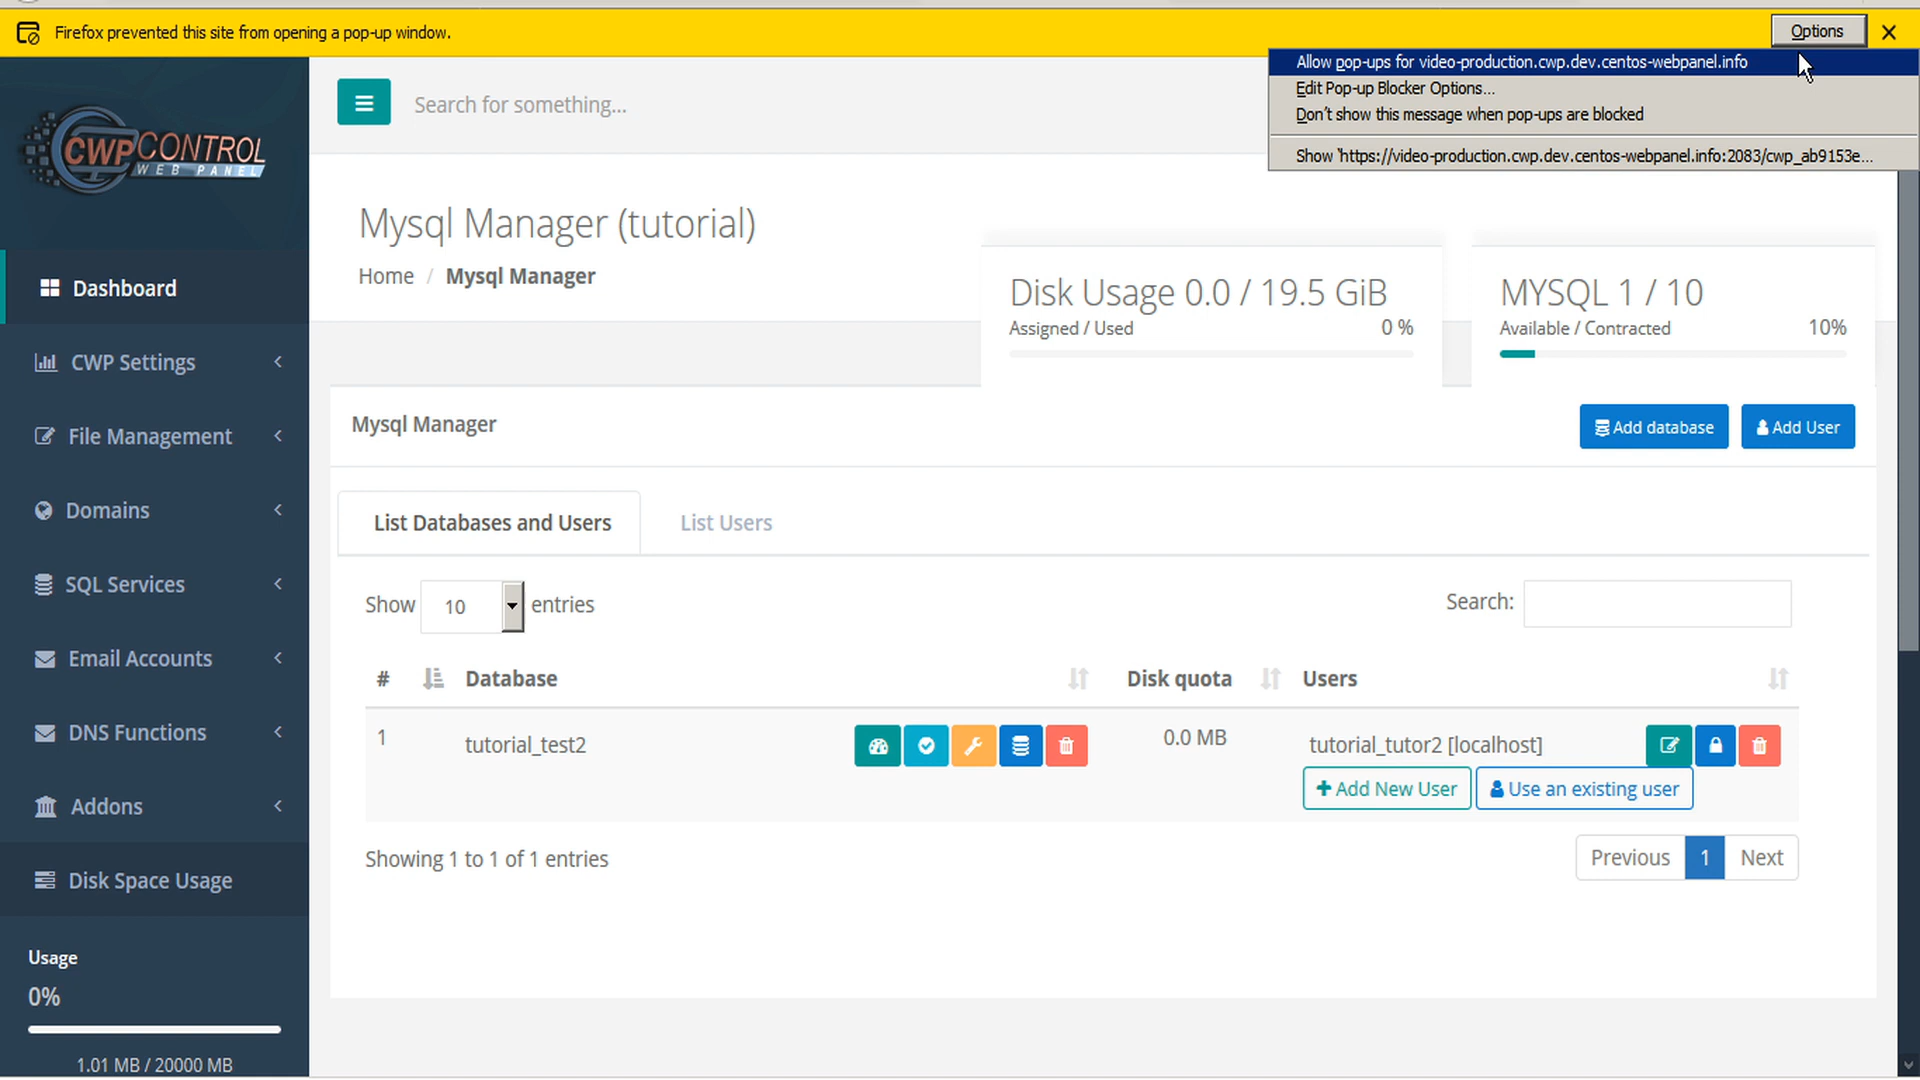 Firefox prevented this site from opening a pop-up window.
Options
Allow pop-ups for video-production.cwp.dev.centos-webpanel.info
Edit Pop-up Blocker Options...
Don't show this message when pop-ups are blocked
Show 'https://video-production.cwp.dev.centos-webpanel.info:2083/cwp_ab9153e...
CWPCONTROL
WEB PANEL
Search for something...
Mysql Manager (tutorial)
Home / Mysql Manager
Disk Usage 0.0 / 19.5 GiB
Assigned / Used 0 %
MYSQL 1 / 10
Available / Contracted 10%
Dashboard
CWP Settings
File Management
Domains
SQL Services
Email Accounts
DNS Functions
Addons
Disk Space Usage
Usage
0%
1.01 MB / 20000 MB
Mysql Manager
Add database
Add User
List Databases and Users
List Users
Show 10 entries
Search:
# Database Disk quota Users
1 tutorial_test2 0.0 MB tutorial_tutor2 [localhost]
Add New User
Use an existing user
Showing 1 to 1 of 1 entries
Previous 1 Next